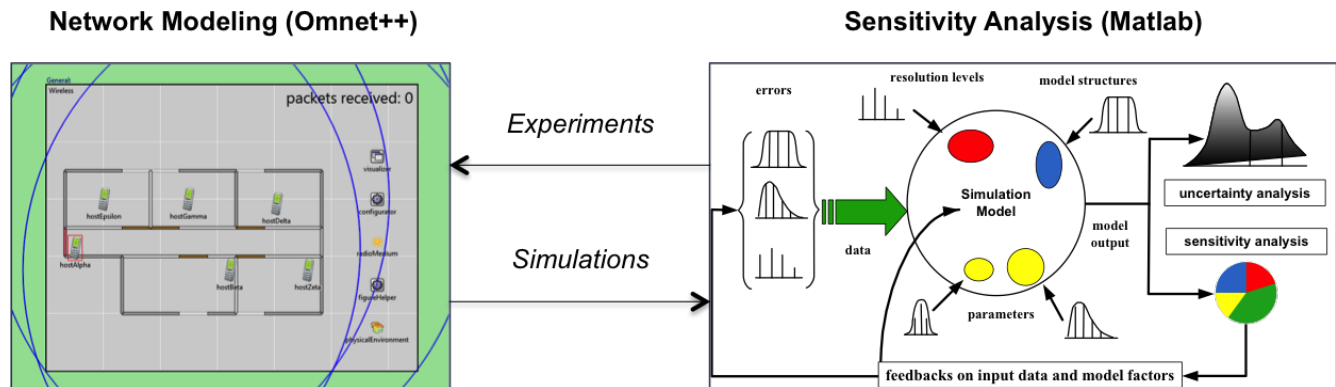 Network Modeling (Omnet++)
Sensitivity Analysis (Matlab)
General:
Wireless
packets received: 0
visualizer
configurator
radioMedium
figureHelper
physicalEnvironment
hostEpsilon
hostGamma
hostDelta
hostAlpha
hostBeta
hostZeta
Experiments
Simulations
errors
resolution levels
model structures
Simulation
Model
data
parameters
model
output
uncertainty analysis
sensitivity analysis
feedbacks on input data and model factors